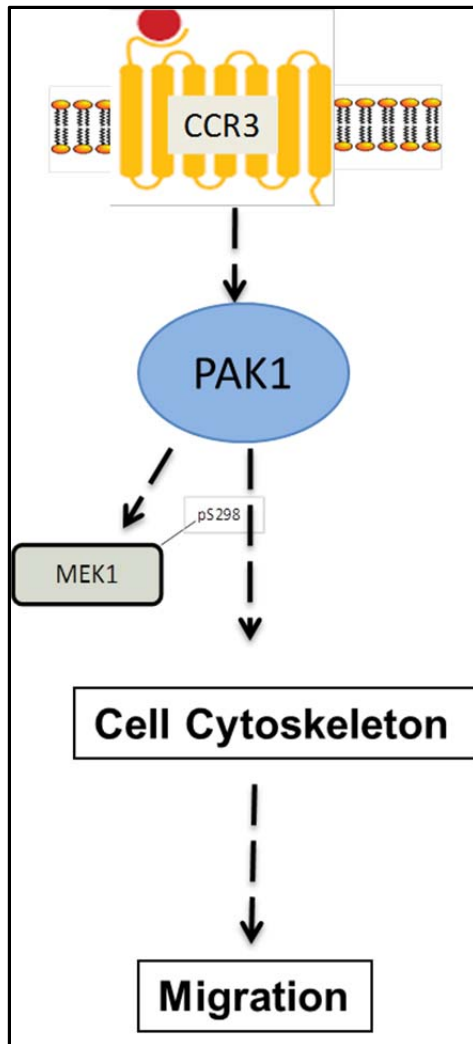 CCR3
PAK1
pS298
MEK1
Cell Cytoskeleton
Migration